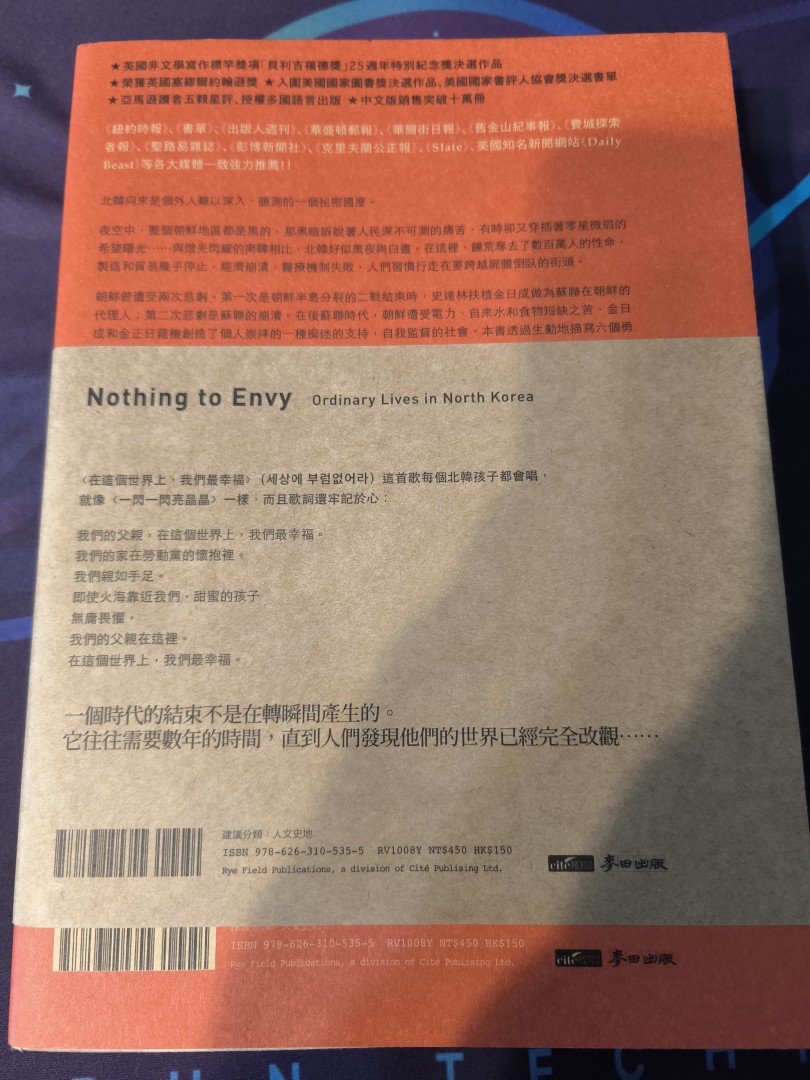 ★英國非文學寫作標竿獎項「貝利吉福德獎」25週年特別紀念獎決選作品
★榮獲英國塞繆爾約翰遜獎 ★入圍美國國家圖書獎決選作品、美國國家書評人協會獎決選書單
★亞馬遜讀者五顆星評、授權多國語言出版 ★中文版銷售突破十萬冊
《紐約時報》、《書單》、《出版人週刊》、《華盛頓郵報》、《華爾街日報》、《舊金山紀事報》、《費城探索
者報》、《聖路易雜誌》、《彭博新聞社》、《克里夫蘭公正報》、《Slate》、美國知名新聞網站《Daily
Beast》等各大媒體一致強力推薦!!
北韓向來是個外人難以深入、臆測的一個祕密國度。
夜空中,整個朝鮮地區都是黑的,那黑暗訴說著人民深不可測的痛苦,有時卻又穿插著零星微弱的
希望曙光……與燈光閃耀的南韓相比,北韓好似黑夜與白晝。在這裡,饑荒奪去了數百萬人的性命,
製造和貿易幾乎停止,經濟崩潰,醫療機制失敗,人們習慣行走在要跨越屍體倒臥的街頭。
朝鮮曾遭受兩次悲劇。第一次是朝鮮半島分裂的二戰結束時,史達林扶植金日成做為蘇聯在朝鮮的
代理人;第二次悲劇是蘇聯的崩潰。在後蘇聯時代,朝鮮遭受電力、自來水和食物短缺之苦。金日
成和金正日藉機創造了個人崇拜的一種痴迷的支持,自我監督的社會。本書透過生動地描寫六個勇
Nothing to Envy Ordinary Lives in North Korea
〈在這個世界上,我們最幸福〉(세상에 부럼없어라)這首歌每個北韓孩子都會唱,
就像〈一閃一閃亮晶晶〉一樣,而且歌詞還牢記於心:
我們的父親,在這個世界上,我們最幸福。
我們的家在勞動黨的懷抱裡。
我們親如手足。
即使火海靠近我們,甜蜜的孩子
無庸畏懼,
我們的父親在這裡。
在這個世界上,我們最幸福。
一個時代的結束不是在轉瞬間產生的。
它往往需要數年的時間,直到人們發現他們的世界已經完全改觀……
建議分類:人文史地
ISBN 978-626-310-535-5 RV1008Y NT$450 HK$150
Rye Field Publications, a division of Cité Publising Ltd.
cité城邦 麥田出版
ISBN 978-626-310-535-5 RV1008Y NT$450 HK$150
Rye Field Publications, a division of Cité Publising Ltd.
cité城邦 麥田出版
UN TECH